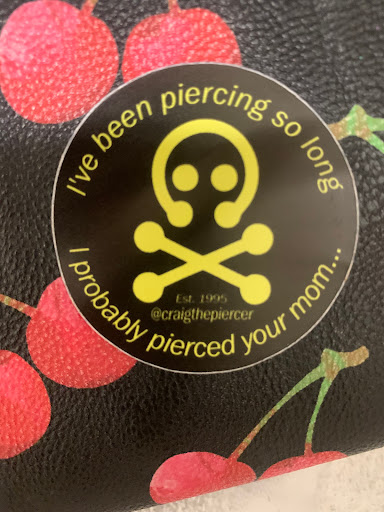 I've been piercing so long
Est. 1995
@craigthepiercer
I probably pierced your mom...